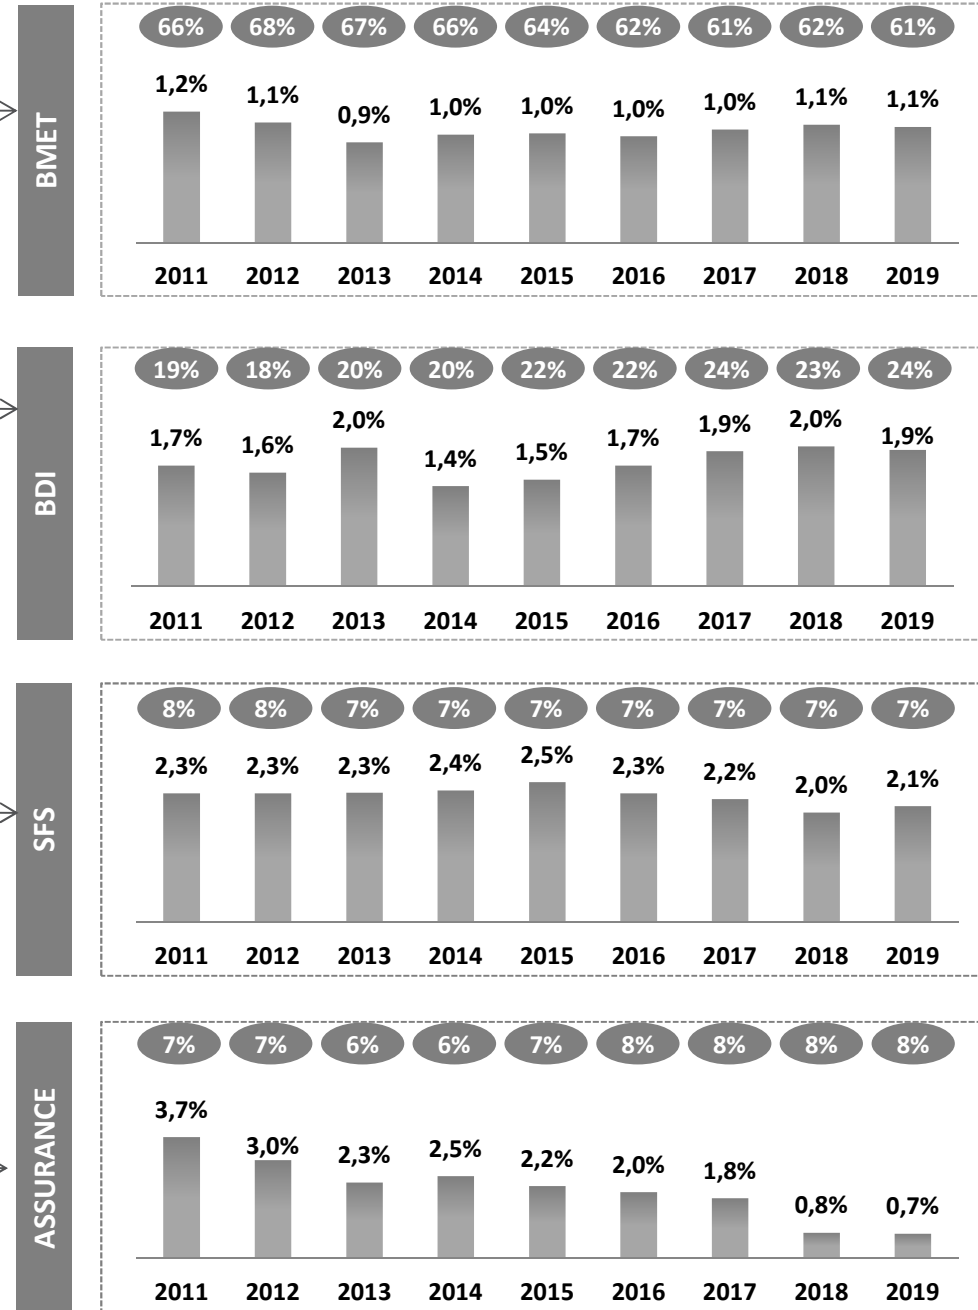 BMET
66% 68% 67% 66% 64% 62% 61% 62% 61%
1,2% 1,1% 0,9% 1,0% 1,0% 1,0% 1,0% 1,1% 1,1%
2011 2012 2013 2014 2015 2016 2017 2018 2019
BDI
19% 18% 20% 20% 22% 22% 24% 23% 24%
1,7% 1,6% 2,0% 1,4% 1,5% 1,7% 1,9% 2,0% 1,9%
2011 2012 2013 2014 2015 2016 2017 2018 2019
SFS
8% 8% 7% 7% 7% 7% 7% 7% 7%
2,3% 2,3% 2,3% 2,4% 2,5% 2,3% 2,2% 2,0% 2,1%
2011 2012 2013 2014 2015 2016 2017 2018 2019
ASSURANCE
7% 7% 6% 6% 7% 8% 8% 8% 8%
3,7% 3,0% 2,3% 2,5% 2,2% 2,0% 1,8% 0,8% 0,7%
2011 2012 2013 2014 2015 2016 2017 2018 2019